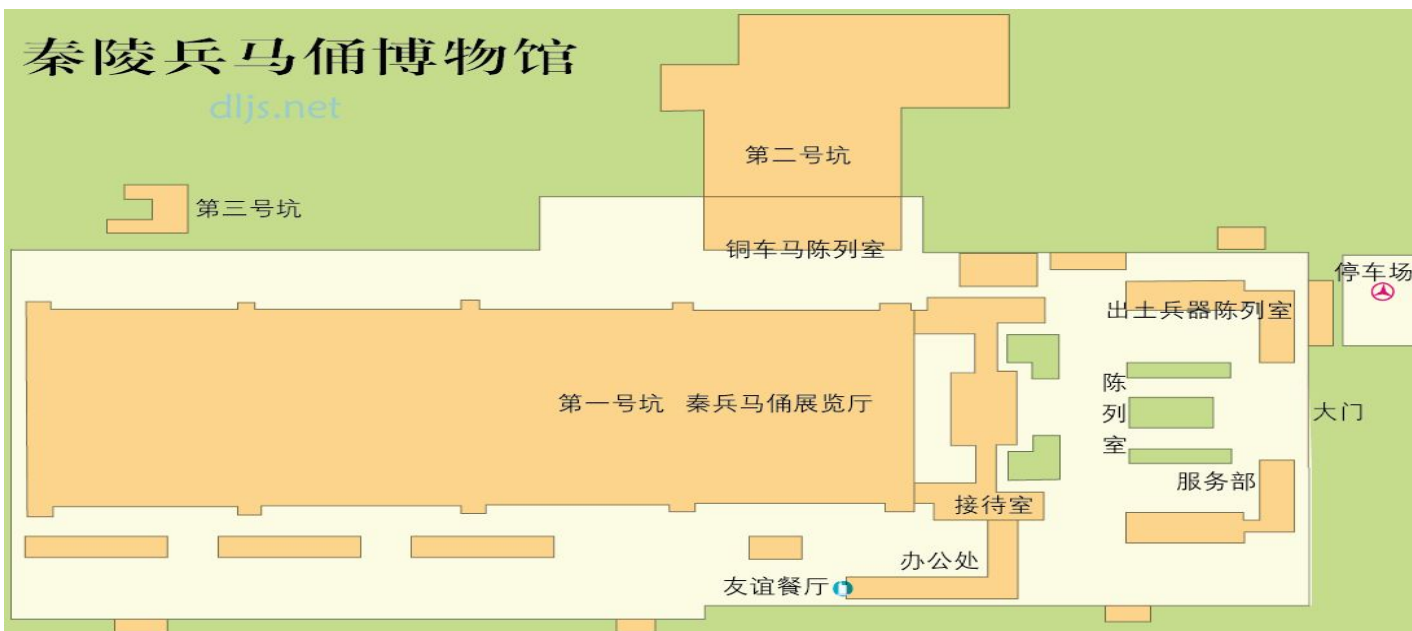 秦陵兵马俑博物馆
dljs.net
第二号坑
第三号坑
铜车马陈列室
停车场
出土兵器陈列室
陈列室
第一号坑 秦兵马俑展览厅
大门
服务部
接待室
办公处
友谊餐厅